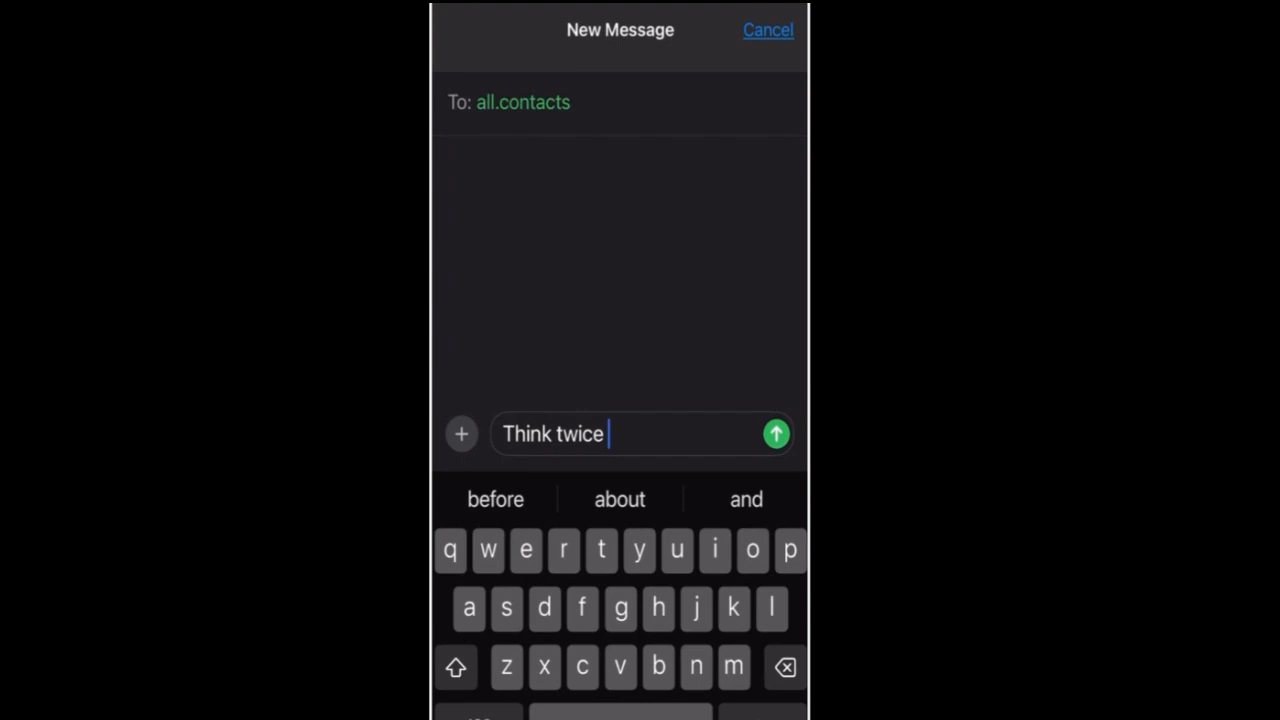 New Message
Cancel
To: all.contacts
+
Think twice
before about and
q w e r t y u i o p
a s d f g h j k l
z x c v b n m